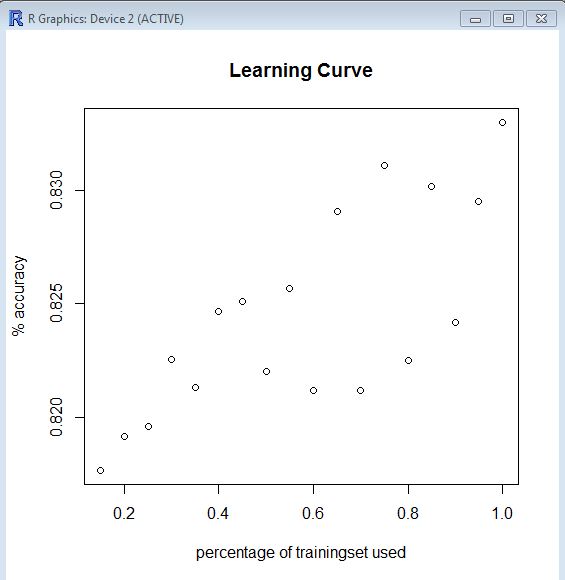 R Graphics: Device 2 (ACTIVE)
Learning Curve
% accuracy
0.830
0.825
0.820
0.2 0.4 0.6 0.8 1.0
percentage of trainingset used